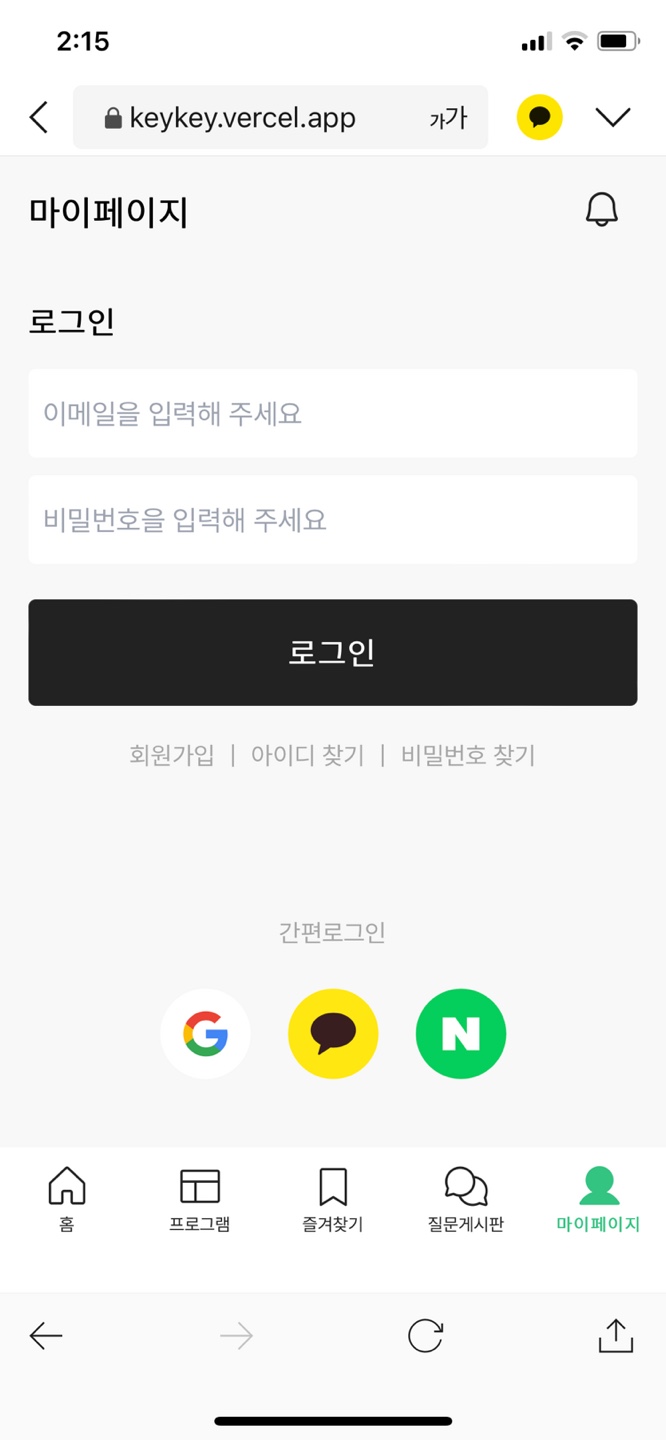 2:15
keykey.vercel.app 가가
마이페이지
로그인
이메일을 입력해 주세요
비밀번호을 입력해 주세요
로그인
회원가입 | 아이디 찾기 | 비밀번호 찾기
간편로그인
G N
홈 프로그램 즐겨찾기 질문게시판 마이페이지